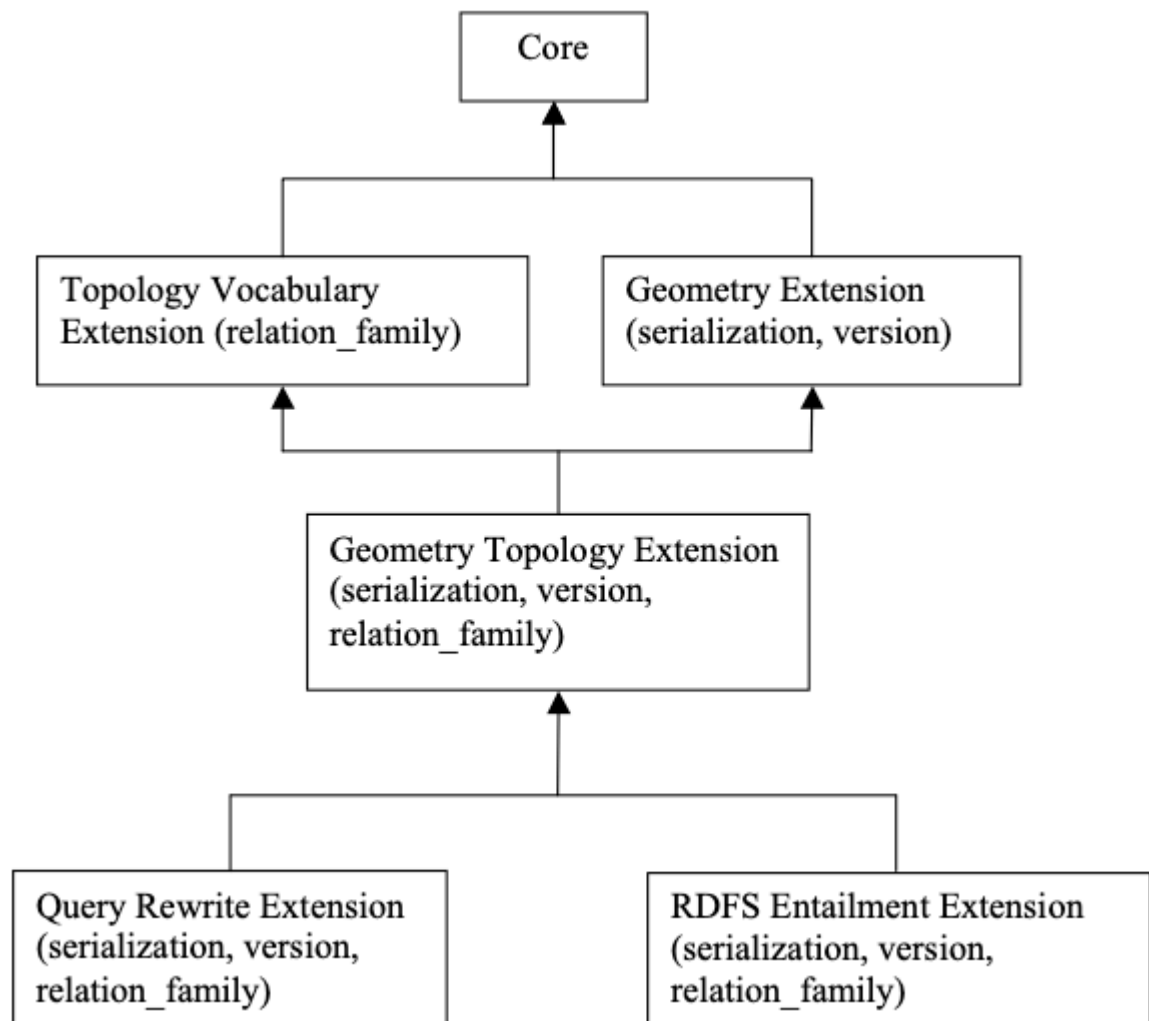 Core
Topology Vocabulary
Extension (relation_family)
Geometry Extension
(serialization, version)
Geometry Topology Extension
(serialization, version,
relation_family)
Query Rewrite Extension
(serialization, version,
relation_family)
RDFS Entailment Extension
(serialization, version,
relation_family)